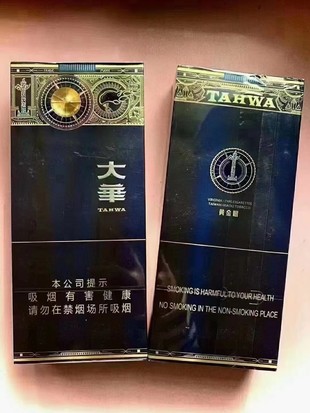 大
華
TAHWA
本公司提示
吸烟有害健康
请勿在禁烟场所吸烟
TAHWA
黃金眼
SMOKING IS HARMFUL TO YOUR HEALTH
NO SMOKING IN THE NON-SMOKING PLACE